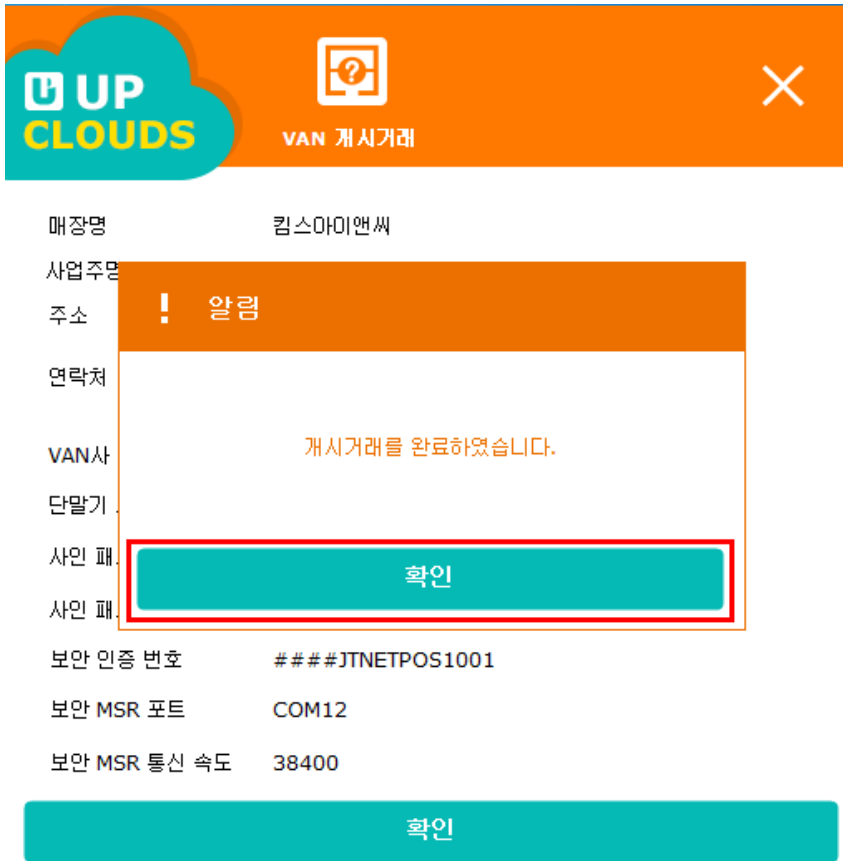 UP
CLOUDS
VAN 개시거래
매장명 킴스아이앤씨
사업주명
주소
! 알림
연락처
개시거래를 완료하였습니다.
VAN사
단말기
사인 패
확인
사인 패
보안 인증 번호 ####JTNETPOS1001
보안 MSR 포트 COM12
보안 MSR 통신 속도 38400
확인